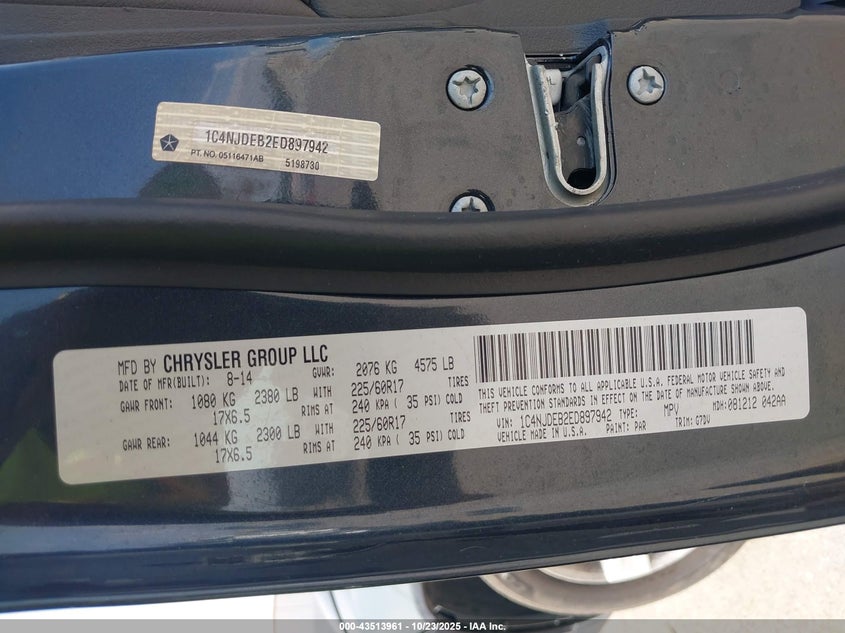 1C4NJDEB2ED897942
PT. NO. 05116471AB 5198730
MFD BY CHRYSLER GROUP LLC GVWR: 2076 KG 4575 LB
DATE OF MFR(BUILT): 8-14
GAWR FRONT: 1080 KG 2380 LB WITH 225/60R17 TIRES
17X6.5 RIMS AT 240 KPA ( 35 PSI) COLD
GAWR REAR: 1044 KG 2300 LB WITH 225/60R17 TIRES
17X6.5 RIMS AT 240 KPA ( 35 PSI) COLD
THIS VEHICLE CONFORMS TO ALL APPLICABLE U.S.A. FEDERAL MOTOR VEHICLE SAFETY AND
THEFT PREVENTION STANDARDS IN EFFECT ON THE DATE OF MANUFACTURE SHOWN ABOVE.
VIN: 1C4NJDEB2ED897942 TYPE: MPV MDH: 081212 042AA
VEHICLE MADE IN U.S.A. PAINT: PAR TRIM: G7DV
000-43513961 - 10/23/2025 - IAA, Inc.